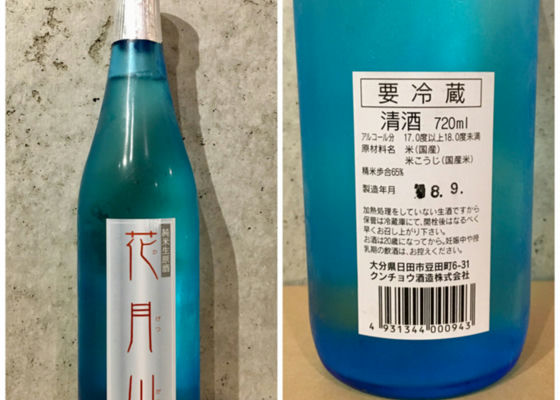 純米生原酒
花月川
か
げつ
要冷蔵
清酒 720ml
アルコール分 17.0度以上18.0度未満
原材料名 米(国産)
米こうじ(国産米)
精米歩合65%
製造年月 8.9.
加熱処理をしていない生酒ですから
保管は冷蔵庫にて、開栓後はなるべく
早くお召し上がり下さい。
お酒は20歳になってから。妊娠中や授
乳期の飲酒は、お控えください。
大分県日田市豆田町6-31
クンチョウ酒造株式会社
4 931344 000943